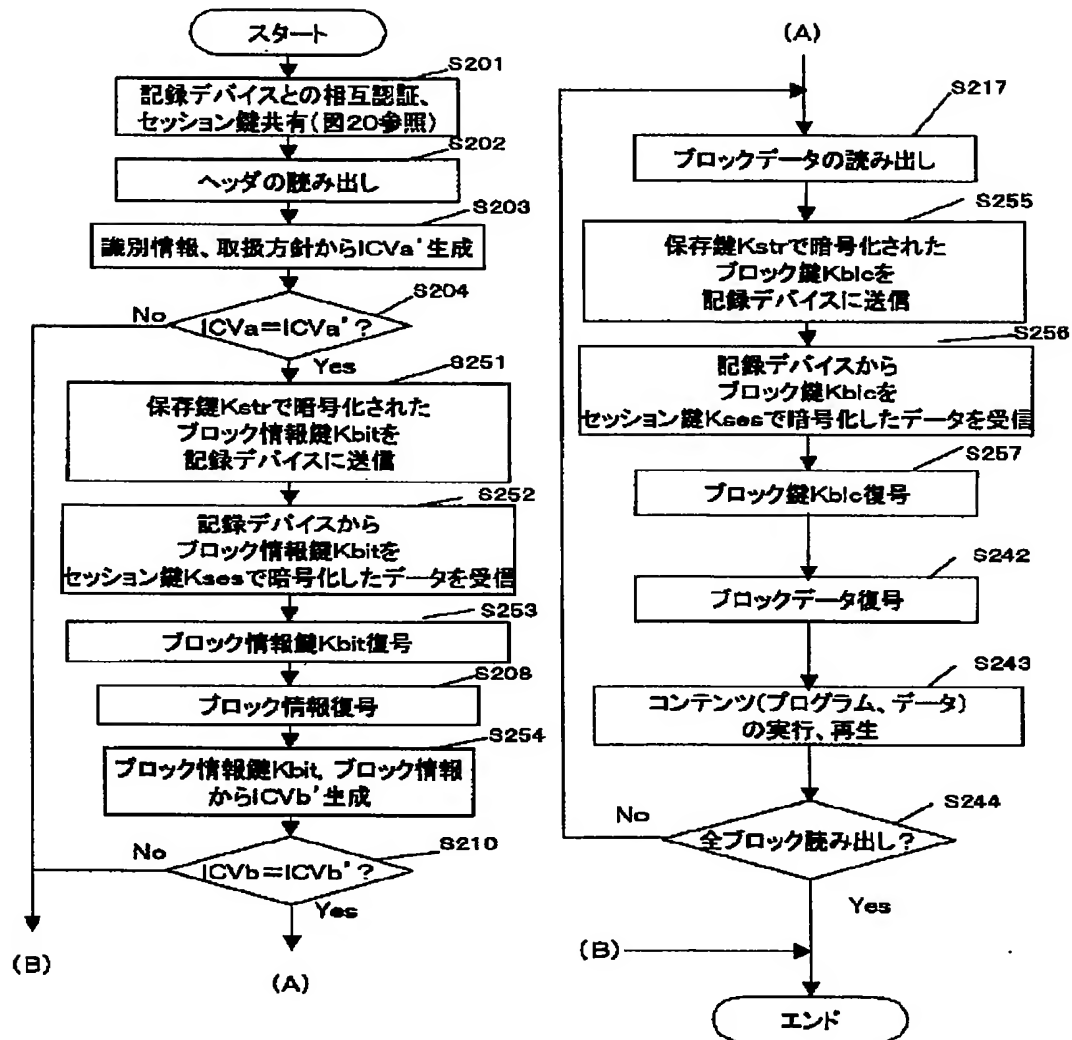 スタート
S201
記録デバイスとの相互認証、
セッション鍵共有(図20参照)
S202
ヘッダの読み出し
S203
識別情報、取扱方針からICVa'生成
S204
ICVa=ICVa'?
No
Yes
S251
保存鍵Kstrで暗号化された
ブロック情報鍵Kbitを
記録デバイスに送信
S252
記録デバイスから
ブロック情報鍵Kbitを
セッション鍵Ksesで暗号化したデータを受信
S253
ブロック情報鍵Kbit復号
S208
ブロック情報復号
S254
ブロック情報鍵Kbit, ブロック情報
からICVb'生成
S210
ICVb=ICVb'?
No
Yes
(B)
(A)
(A)
S217
ブロックデータの読み出し
S255
保存鍵Kstrで暗号化された
ブロック鍵Kblcを
記録デバイスに送信
S256
記録デバイスから
ブロック鍵Kblcを
セッション鍵Ksesで暗号化したデータを受信
S257
ブロック鍵Kblc復号
S242
ブロックデータ復号
S243
コンテンツ(プログラム、データ)
の実行、再生
S244
全ブロック読み出し?
No
Yes
(B)
エンド